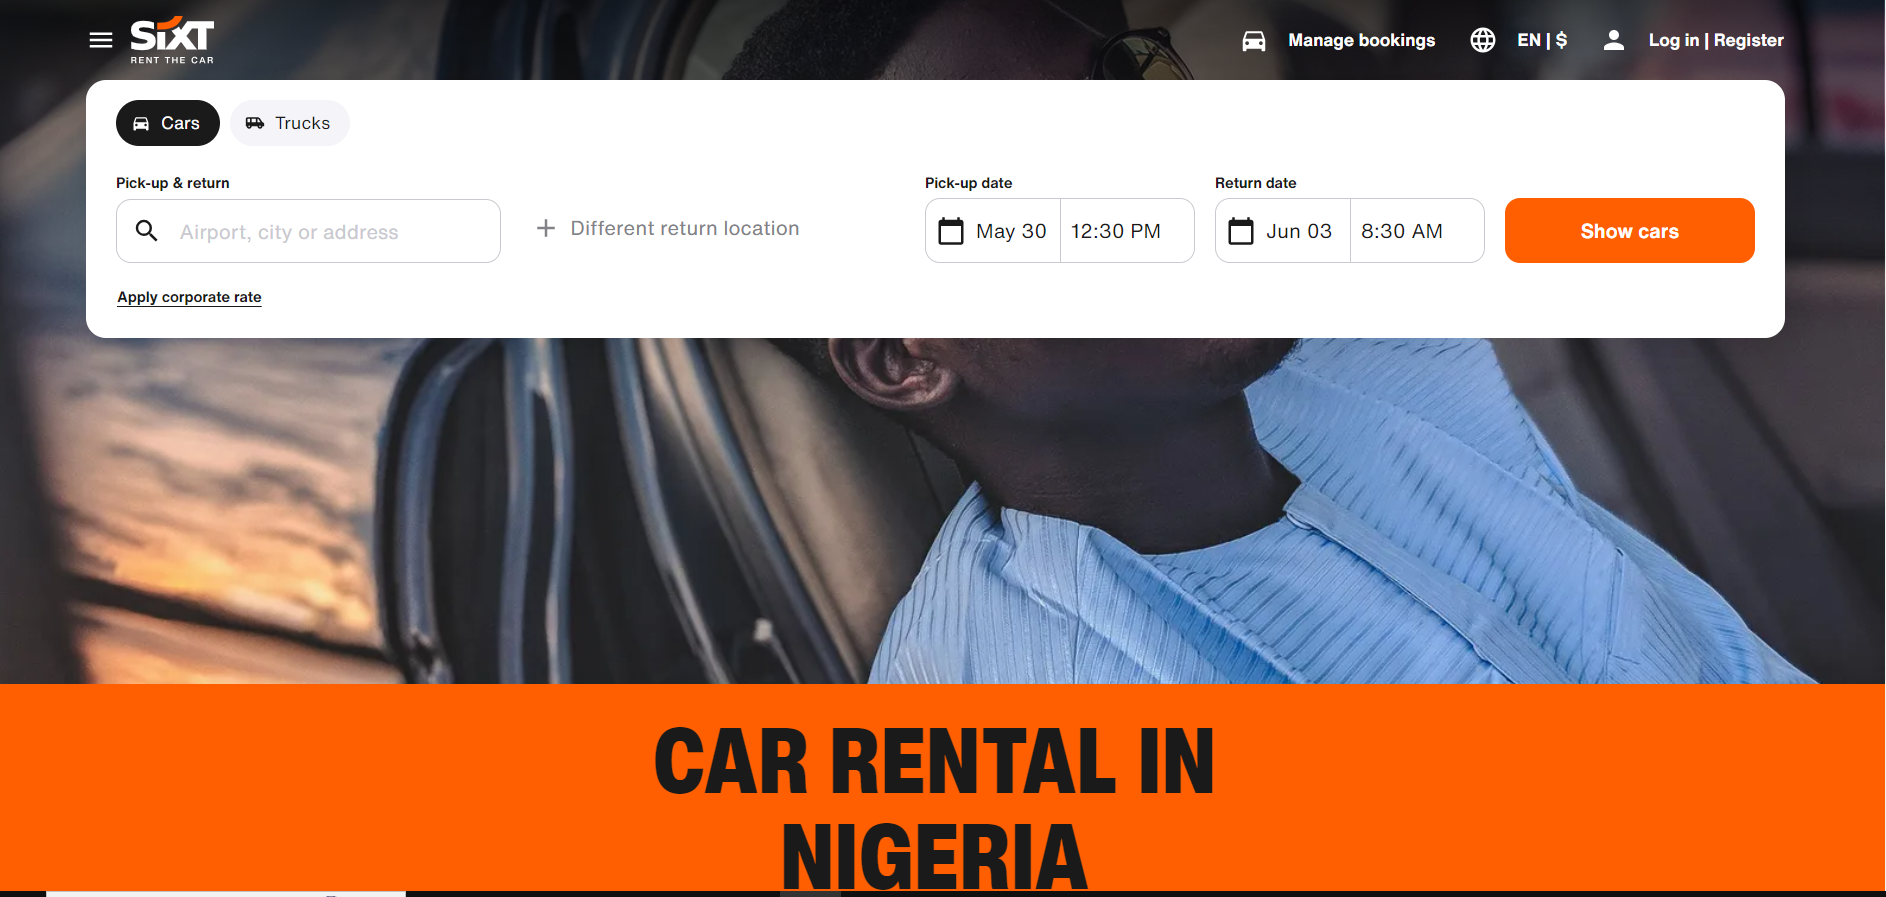 SIXT
RENT THE CAR
Manage bookings
EN | $
Log in | Register
Cars
Trucks
Pick-up & return
Airport, city or address
Different return location
Pick-up date
May 30
12:30 PM
Return date
Jun 03
8:30 AM
Show cars
Apply corporate rate
CAR RENTAL IN
NIGERIA